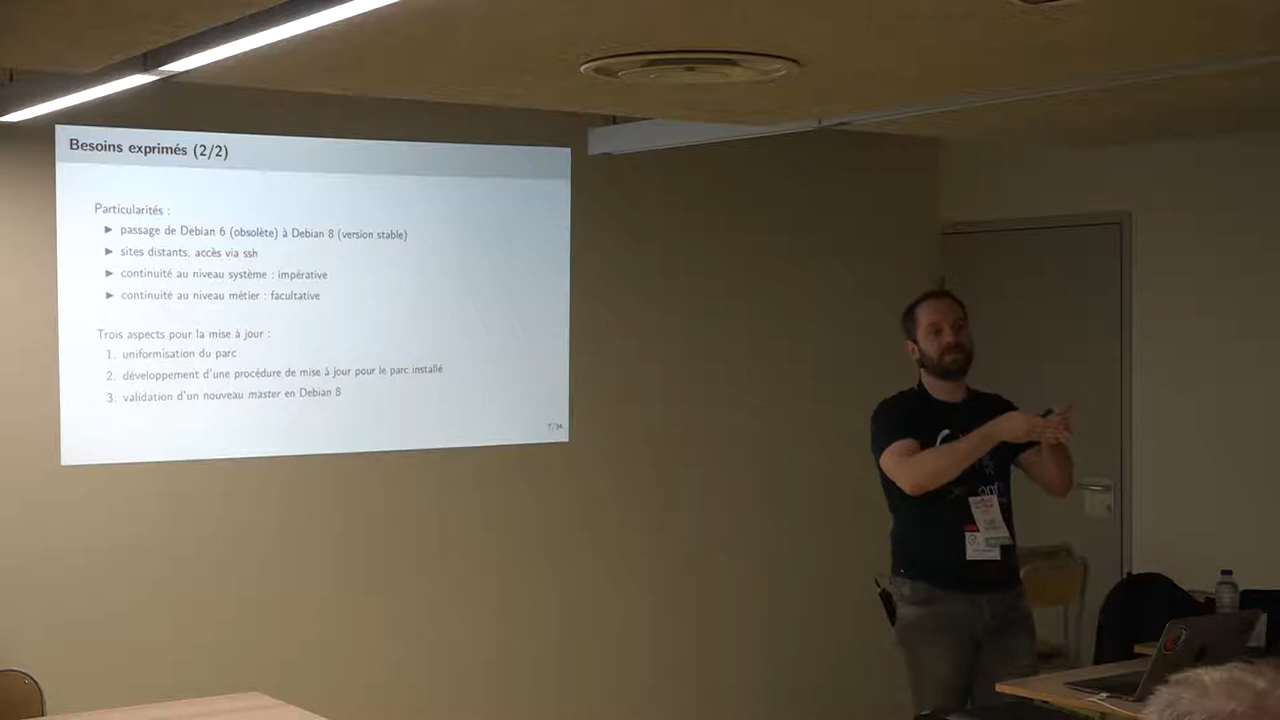 Besoins exprimés (2/2)
Particularités :
► passage de Debian 6 (obsolète) à Debian 8 (version stable)
► sites distants, accès via ssh
► continuité au niveau système : impérative
► continuité au niveau métier : facultative
Trois aspects pour la mise à jour :
1. uniformisation du parc
2. développement d'une procédure de mise à jour pour le parc installé
3. validation d'un nouveau master en Debian 8